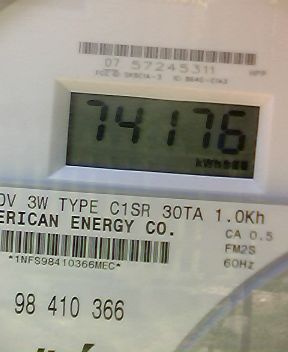 07 57245311
74176
kWh
OV 3W TYPE C1SR 30TA 1.0Kh
ERICAN ENERGY CO.
CA 0.5
FM2S
*1NFS98410366MEC*
60Hz
98 410 366